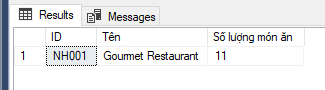 Results Messages
ID Tên Số lượng món ăn
1 NH001 Gourmet Restaurant 11